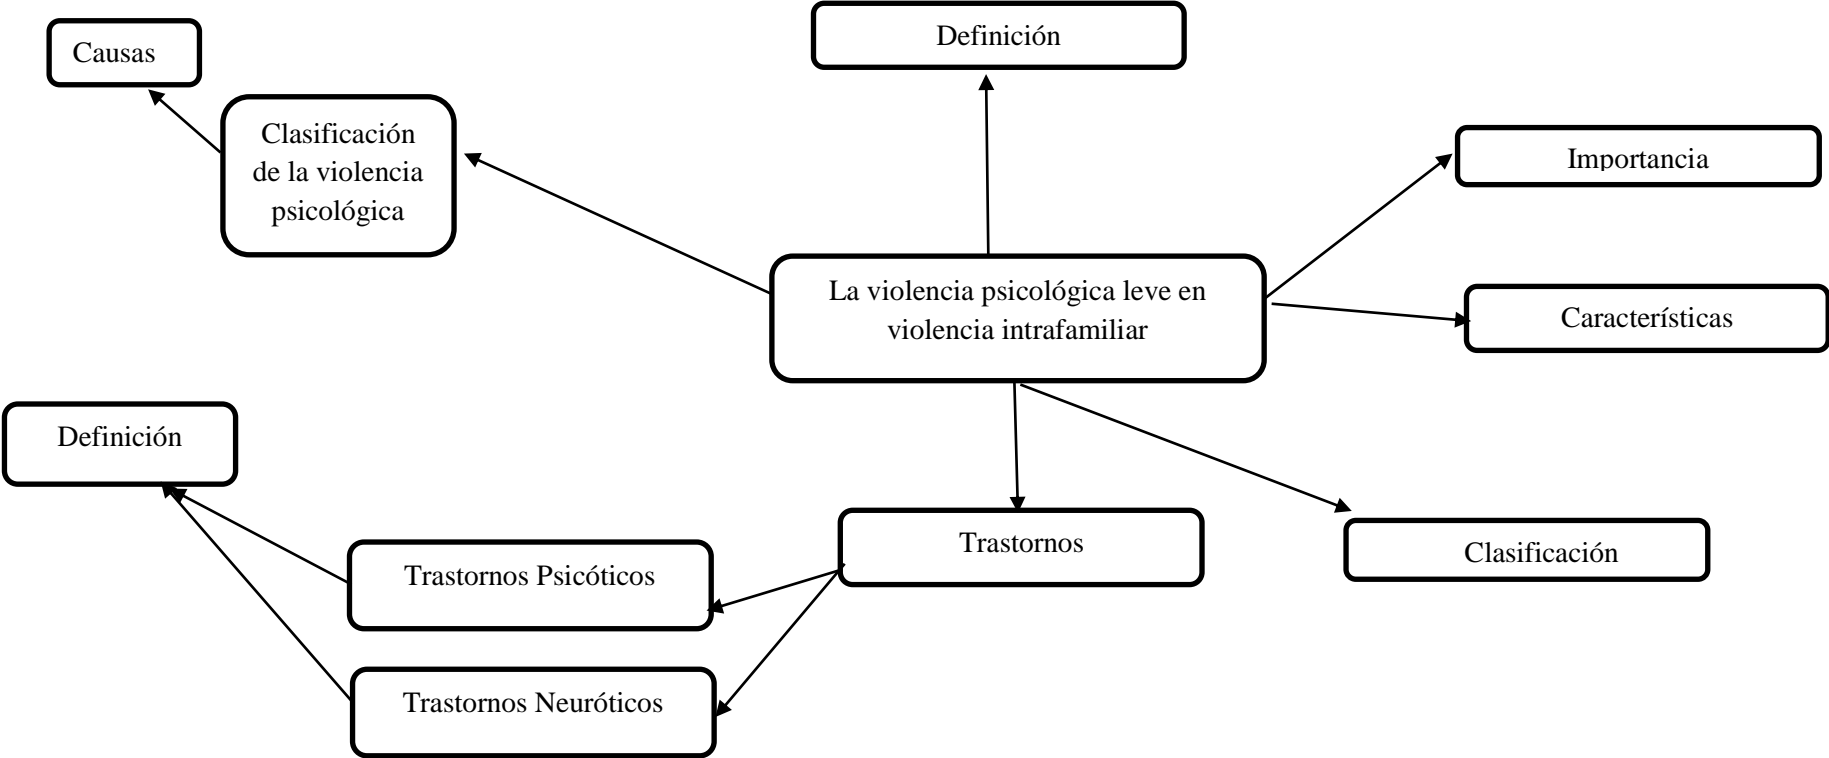 Causas
Definición
Clasificación
de la violencia
psicológica
Importancia
La violencia psicológica leve en
violencia intrafamiliar
Características
Definición
Trastornos
Clasificación
Trastornos Psicóticos
Trastornos Neuróticos